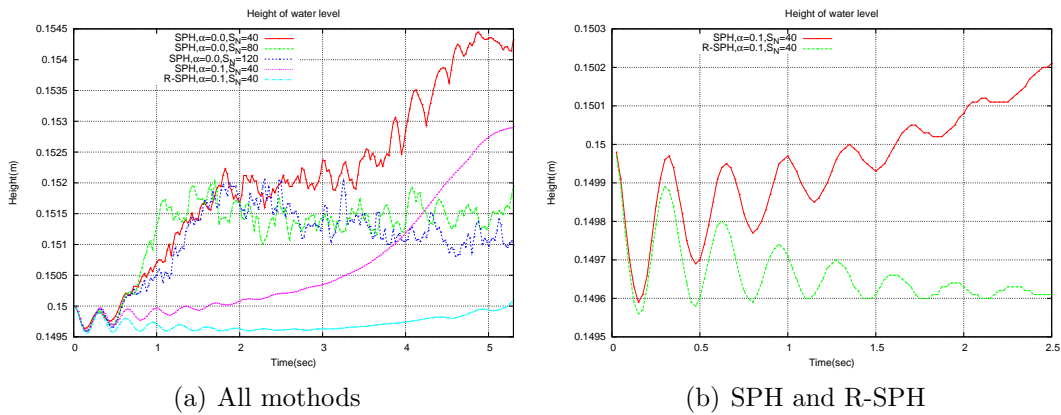 Height of water level
SPH,α=0.0,S_N=40
SPH,α=0.0,S_N=80
SPH,α=0.0,S_N=120
SPH,α=0.1,S_N=40
R-SPH,α=0.1,S_N=40
0.1545
0.154
0.1535
0.153
0.1525
0.152
0.1515
0.151
0.1505
0.15
0.1495
Height(m)
0 1 2 3 4 5
Time(sec)
(a) All mothods
Height of water level
SPH,α=0.1,S_N=40
R-SPH,α=0.1,S_N=40
0.1503
0.1502
0.1501
0.15
0.1499
0.1498
0.1497
0.1496
0.1495
Height(m)
0 0.5 1 1.5 2 2.5
Time(sec)
(b) SPH and R-SPH